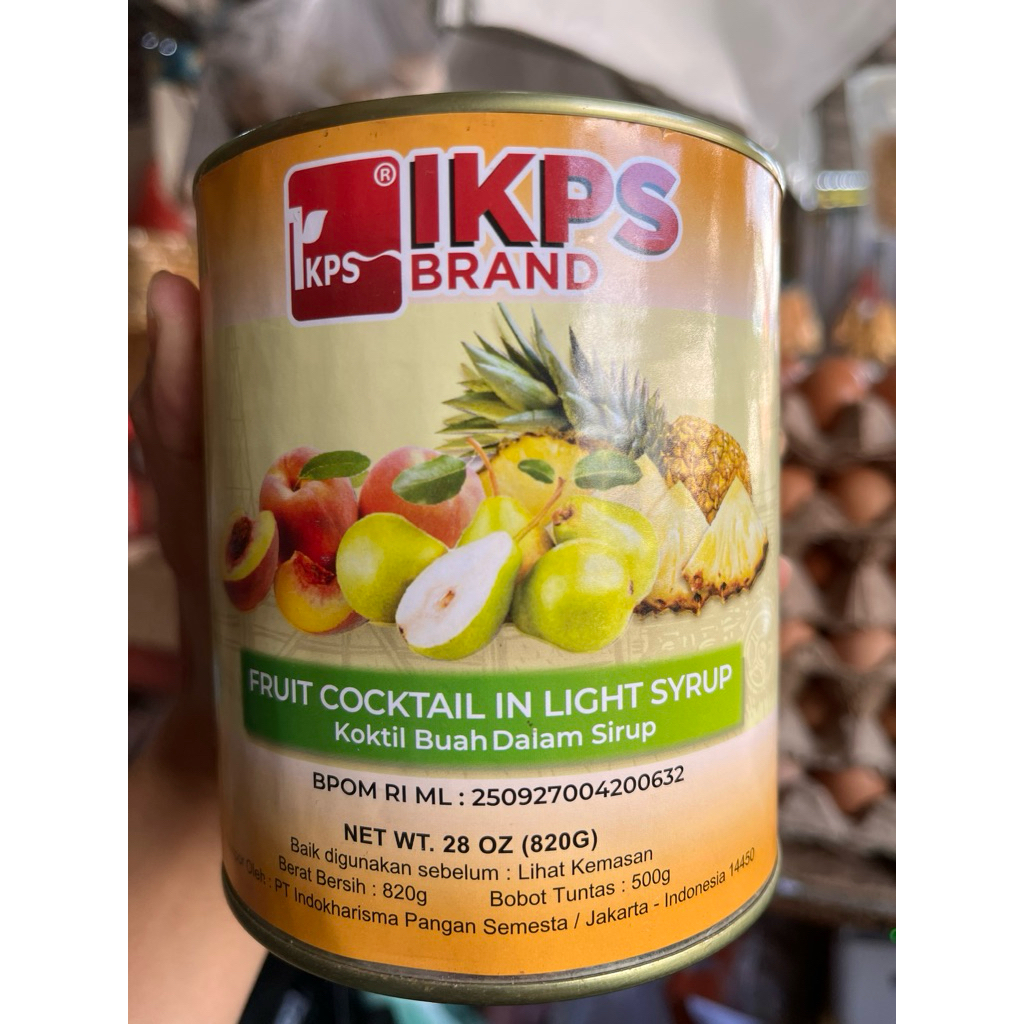 ®
IKPS
KPS
BRAND
FRUIT COCKTAIL IN LIGHT SYRUP
Koktil Buah Dalam Sirup
BPOM RI ML : 250927004200632
NET WT. 28 OZ (820G)
Baik digunakan sebelum : Lihat Kemasan
Berat Bersih : 820g Bobot Tuntas : 500g
Oleh : PT Indokharisma Pangan Semesta / Jakarta - Indonesia 14450